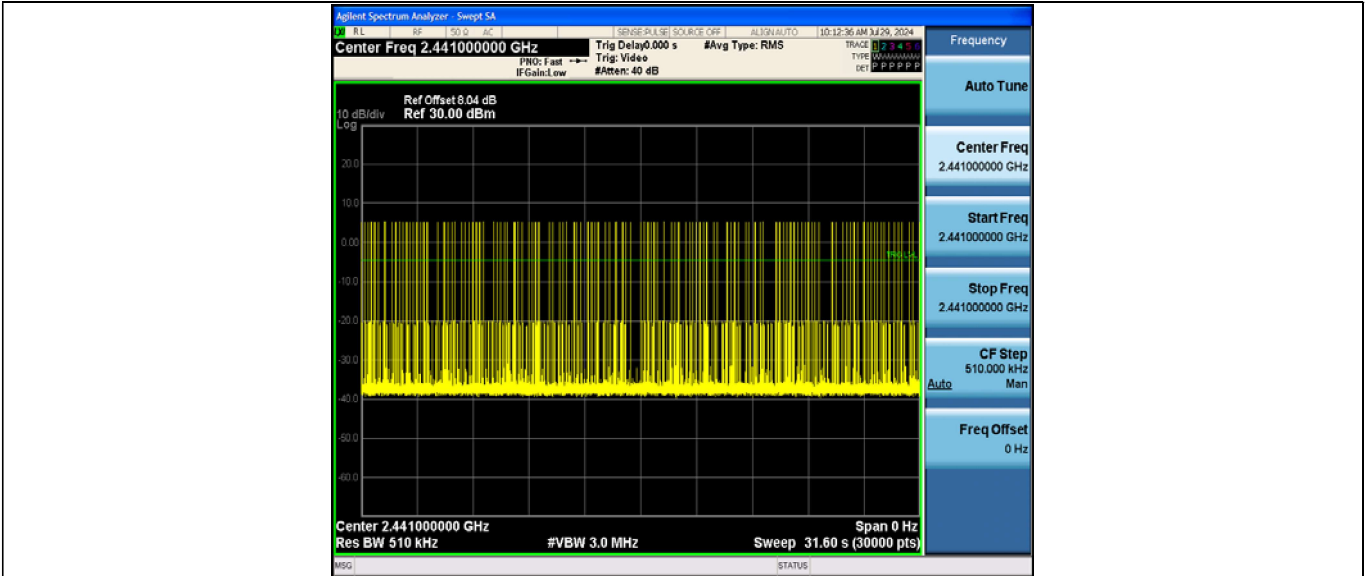 Agilent Spectrum Analyzer - Swept SA
RL RF 50 Ω AC SENSE:PULSE SOURCE OFF ALIGNAUTO 10:12:36 AM Jul 29, 2024
Center Freq 2.441000000 GHz
PNO: Fast
IFGain:Low
Trig Delay0.000 s
Trig: Video
#Atten: 40 dB
#Avg Type: RMS
TRACE 1 2 3 4 5 6
TYPE
DET P P P P P P
Ref Offset 8.04 dB
10 dB/div Ref 30.00 dBm
Log
20.0
10.0
0.00
TRIG LVL
-10.0
-20.0
-30.0
-40.0
-50.0
-60.0
Center 2.441000000 GHz Span 0 Hz
Res BW 510 kHz #VBW 3.0 MHz Sweep 31.60 s (30000 pts)
MSG STATUS
Frequency
Auto Tune
Center Freq
2.441000000 GHz
Start Freq
2.441000000 GHz
Stop Freq
2.441000000 GHz
CF Step
510.000 kHz
Auto Man
Freq Offset
0 Hz